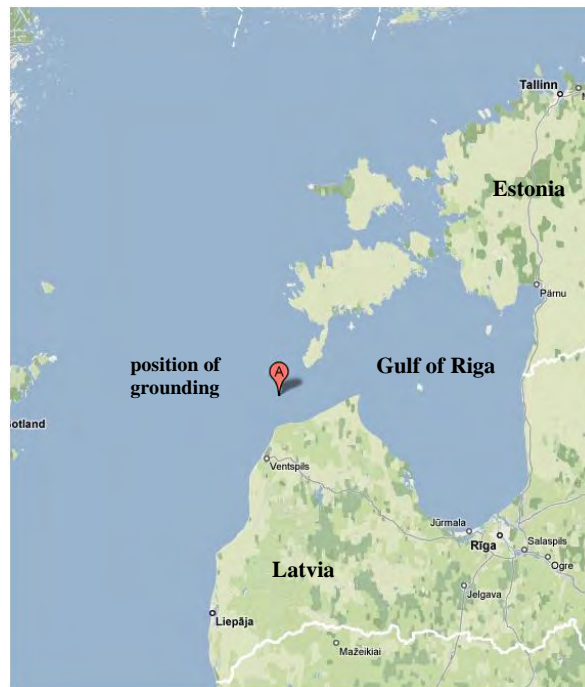 Tallinn
Estonia
Pärnu
position of
grounding
A
Gulf of Riga
otland
Ventspils
Jūrmala
Rīga
Salaspils
Ogre
Latvia
Jelgava
Liepāja
Mažeikiai